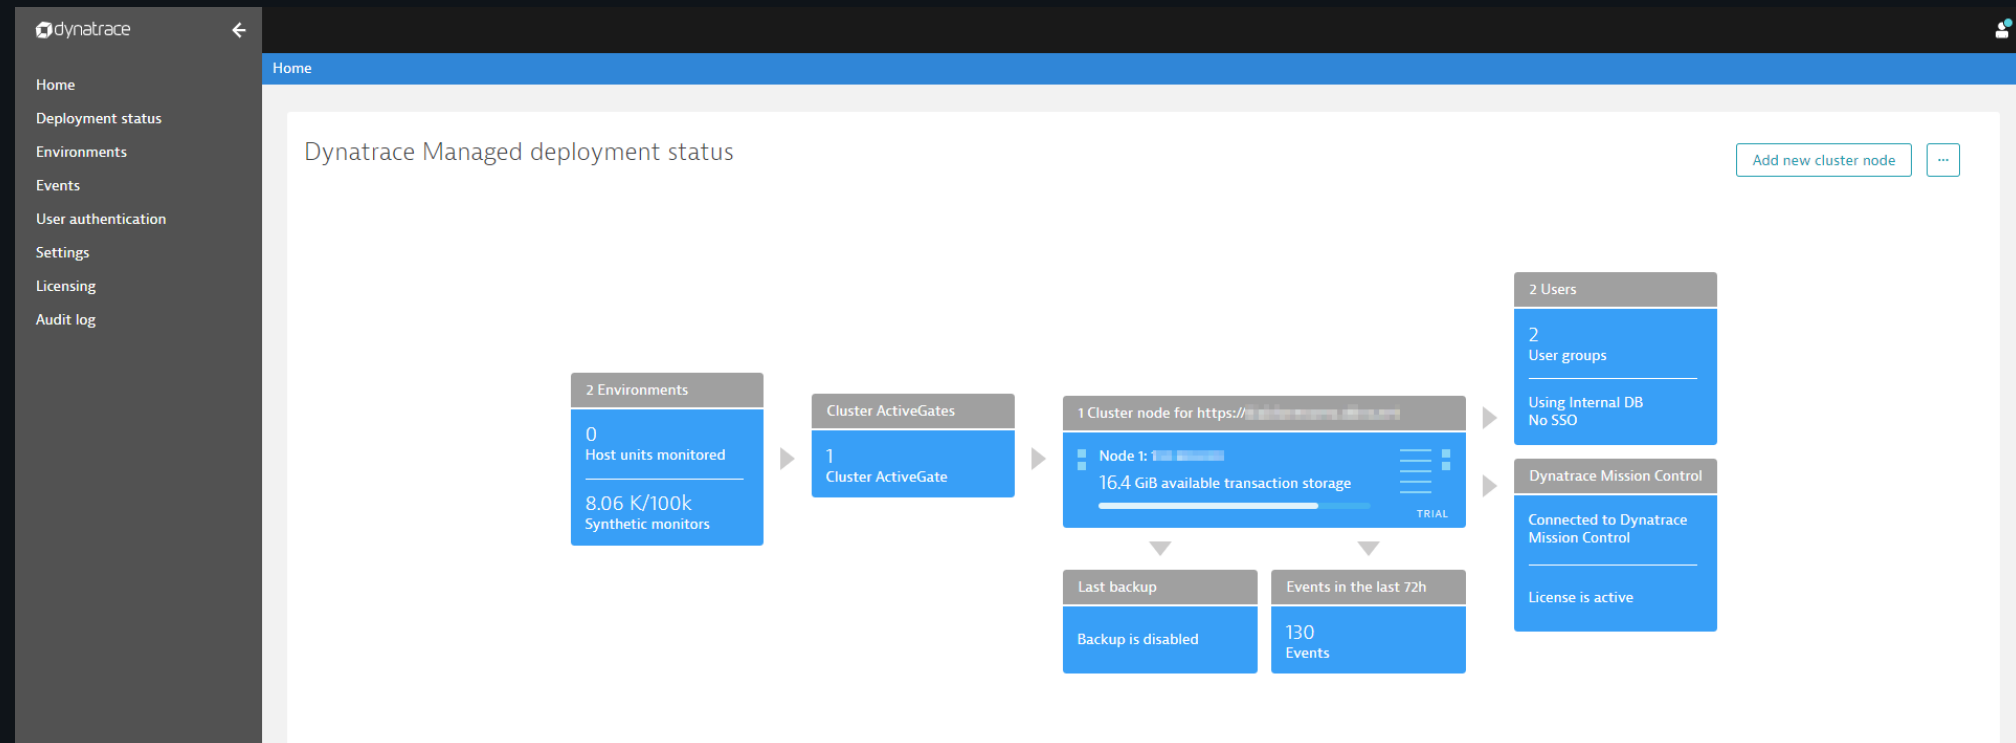 dynatrace
Home
Deployment status
Environments
Events
User authentication
Settings
Licensing
Audit log
Home
Dynatrace Managed deployment status
Add new cluster node
...
2 Environments
0
Host units monitored
8.06 K/100k
Synthetic monitors
Cluster ActiveGates
1
Cluster ActiveGate
1 Cluster node for https://
Node 1: 1
16.4 GiB available transaction storage
TRIAL
Last backup
Backup is disabled
Events in the last 72h
130
Events
2 Users
2
User groups
Using Internal DB
No SSO
Dynatrace Mission Control
Connected to Dynatrace
Mission Control
License is active